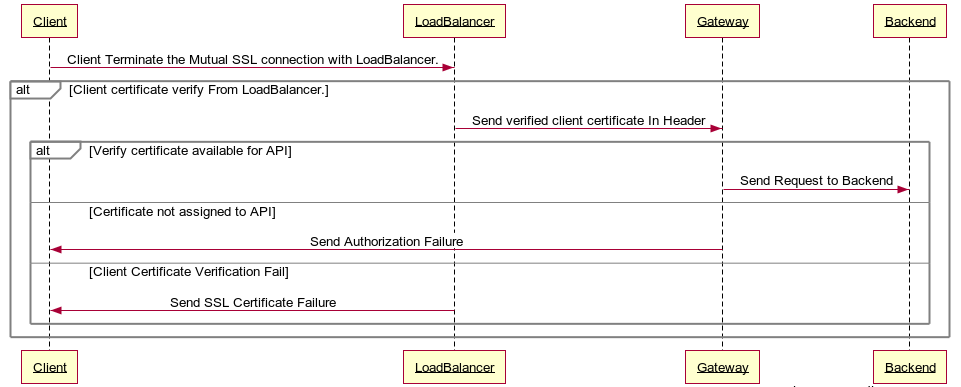 Client LoadBalancer Gateway Backend
Client Terminate the Mutual SSL connection with LoadBalancer.
alt [Client certificate verify From LoadBalancer.]
Send verified client certificate In Header
alt [Verify certificate available for API]
Send Request to Backend
[Certificate not assigned to API]
Send Authorization Failure
[Client Certificate Verification Fail]
Send SSL Certificate Failure
Client LoadBalancer Gateway Backend